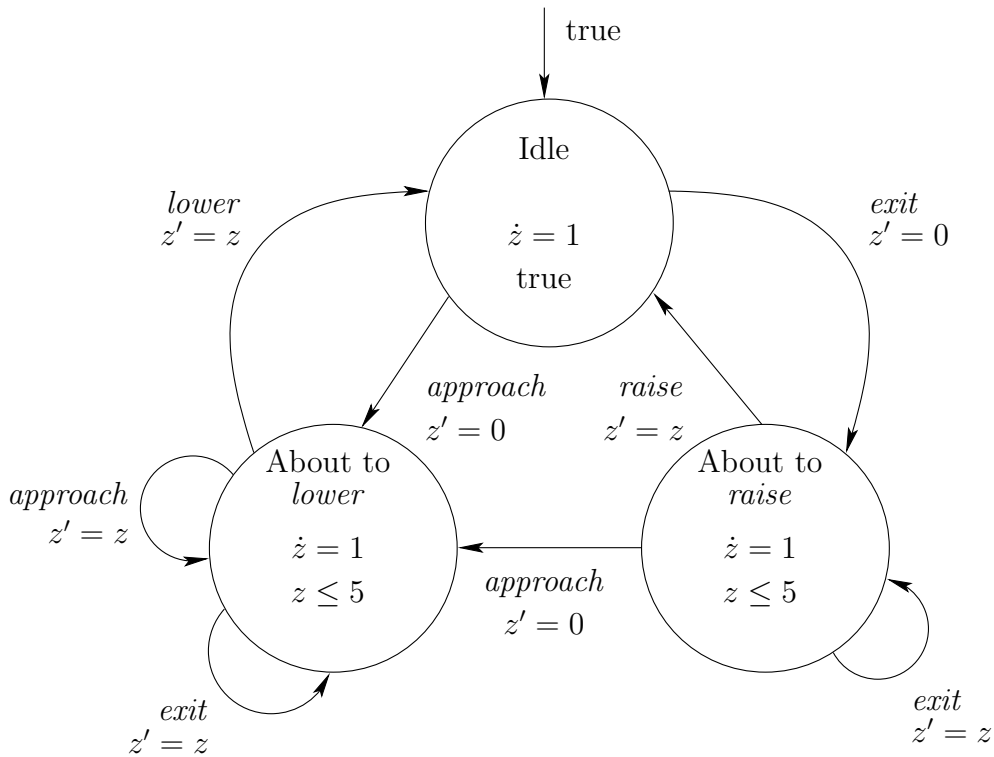 true
Idle
ż = 1
true
lower
z′ = z
exit
z′ = 0
approach
z′ = 0
raise
z′ = z
About to
lower
ż = 1
z ≤ 5
About to
raise
ż = 1
z ≤ 5
approach
z′ = z
approach
z′ = 0
exit
z′ = z
exit
z′ = z